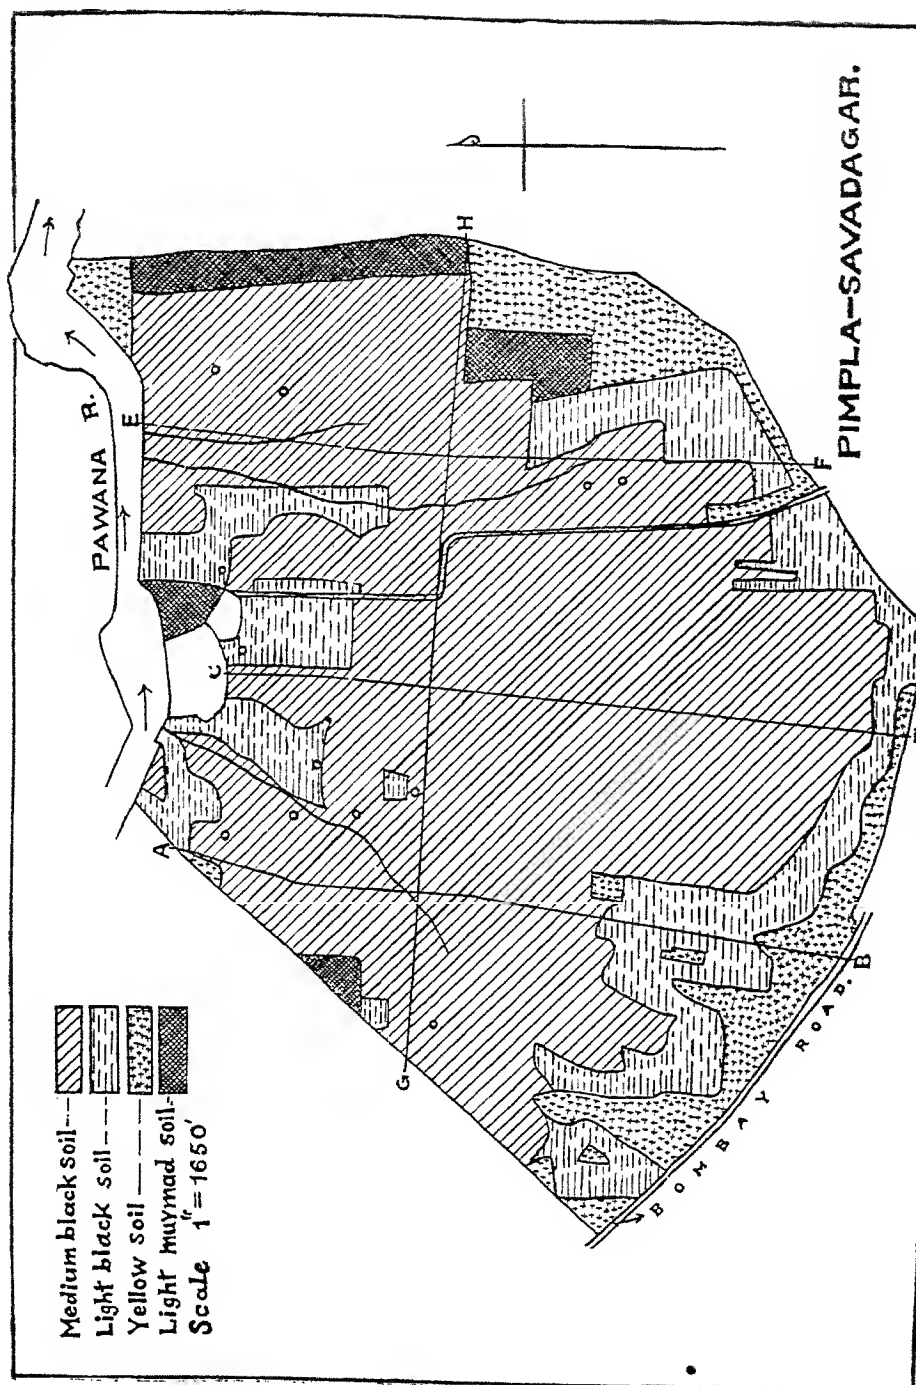 PIMPLA–SAVADAGAR.
PAWANA R.
A
B
C
E
F
G
H
BOMBAY ROAD.
Medium black soil
Light black soil
Yellow soil
Light muymad soil
Scale 1" = 1650'